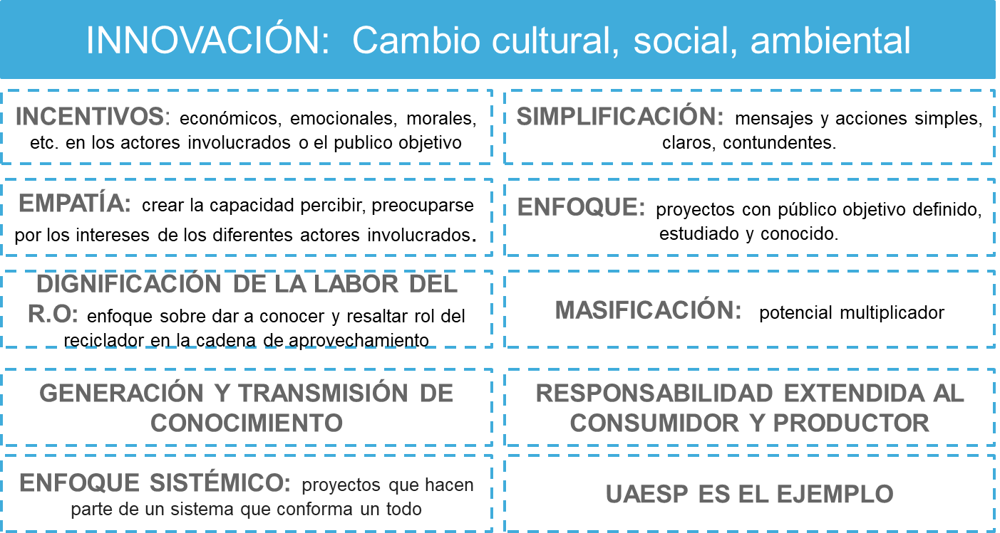 INNOVACIÓN: Cambio cultural, social, ambiental
INCENTIVOS: económicos, emocionales, morales,
etc. en los actores involucrados o el publico objetivo
SIMPLIFICACIÓN: mensajes y acciones simples,
claros, contundentes.
EMPATÍA: crear la capacidad percibir, preocuparse
por los intereses de los diferentes actores involucrados.
ENFOQUE: proyectos con público objetivo definido,
estudiado y conocido.
DIGNIFICACIÓN DE LA LABOR DEL
R.O: enfoque sobre dar a conocer y resaltar rol del
reciclador en la cadena de aprovechamiento
MASIFICACIÓN: potencial multiplicador
GENERACIÓN Y TRANSMISIÓN DE
CONOCIMIENTO
RESPONSABILIDAD EXTENDIDA AL
CONSUMIDOR Y PRODUCTOR
ENFOQUE SISTÉMICO: proyectos que hacen
parte de un sistema que conforma un todo
UAESP ES EL EJEMPLO